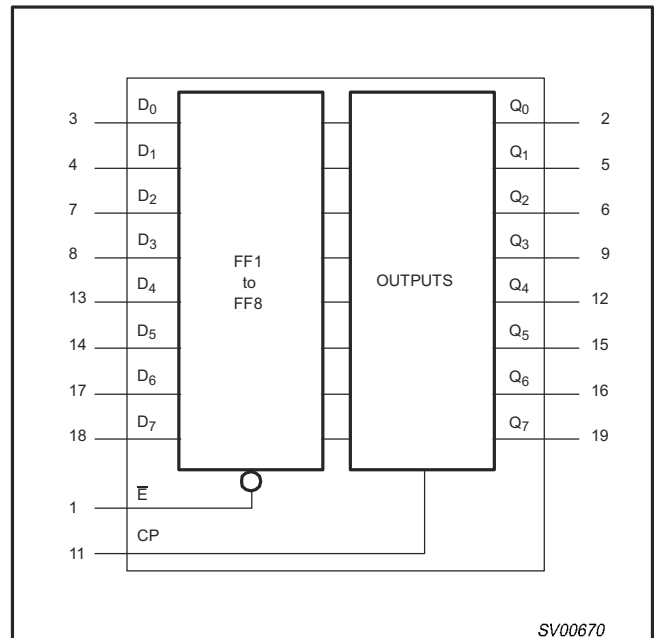 3 D0 Q0 2
4 D1 Q1 5
7 D2 Q2 6
8 D3 Q3 9
FF1
to
FF8
OUTPUTS
13 D4 Q4 12
14 D5 Q5 15
17 D6 Q6 16
18 D7 Q7 19
1 E̅
11 CP
SV00670